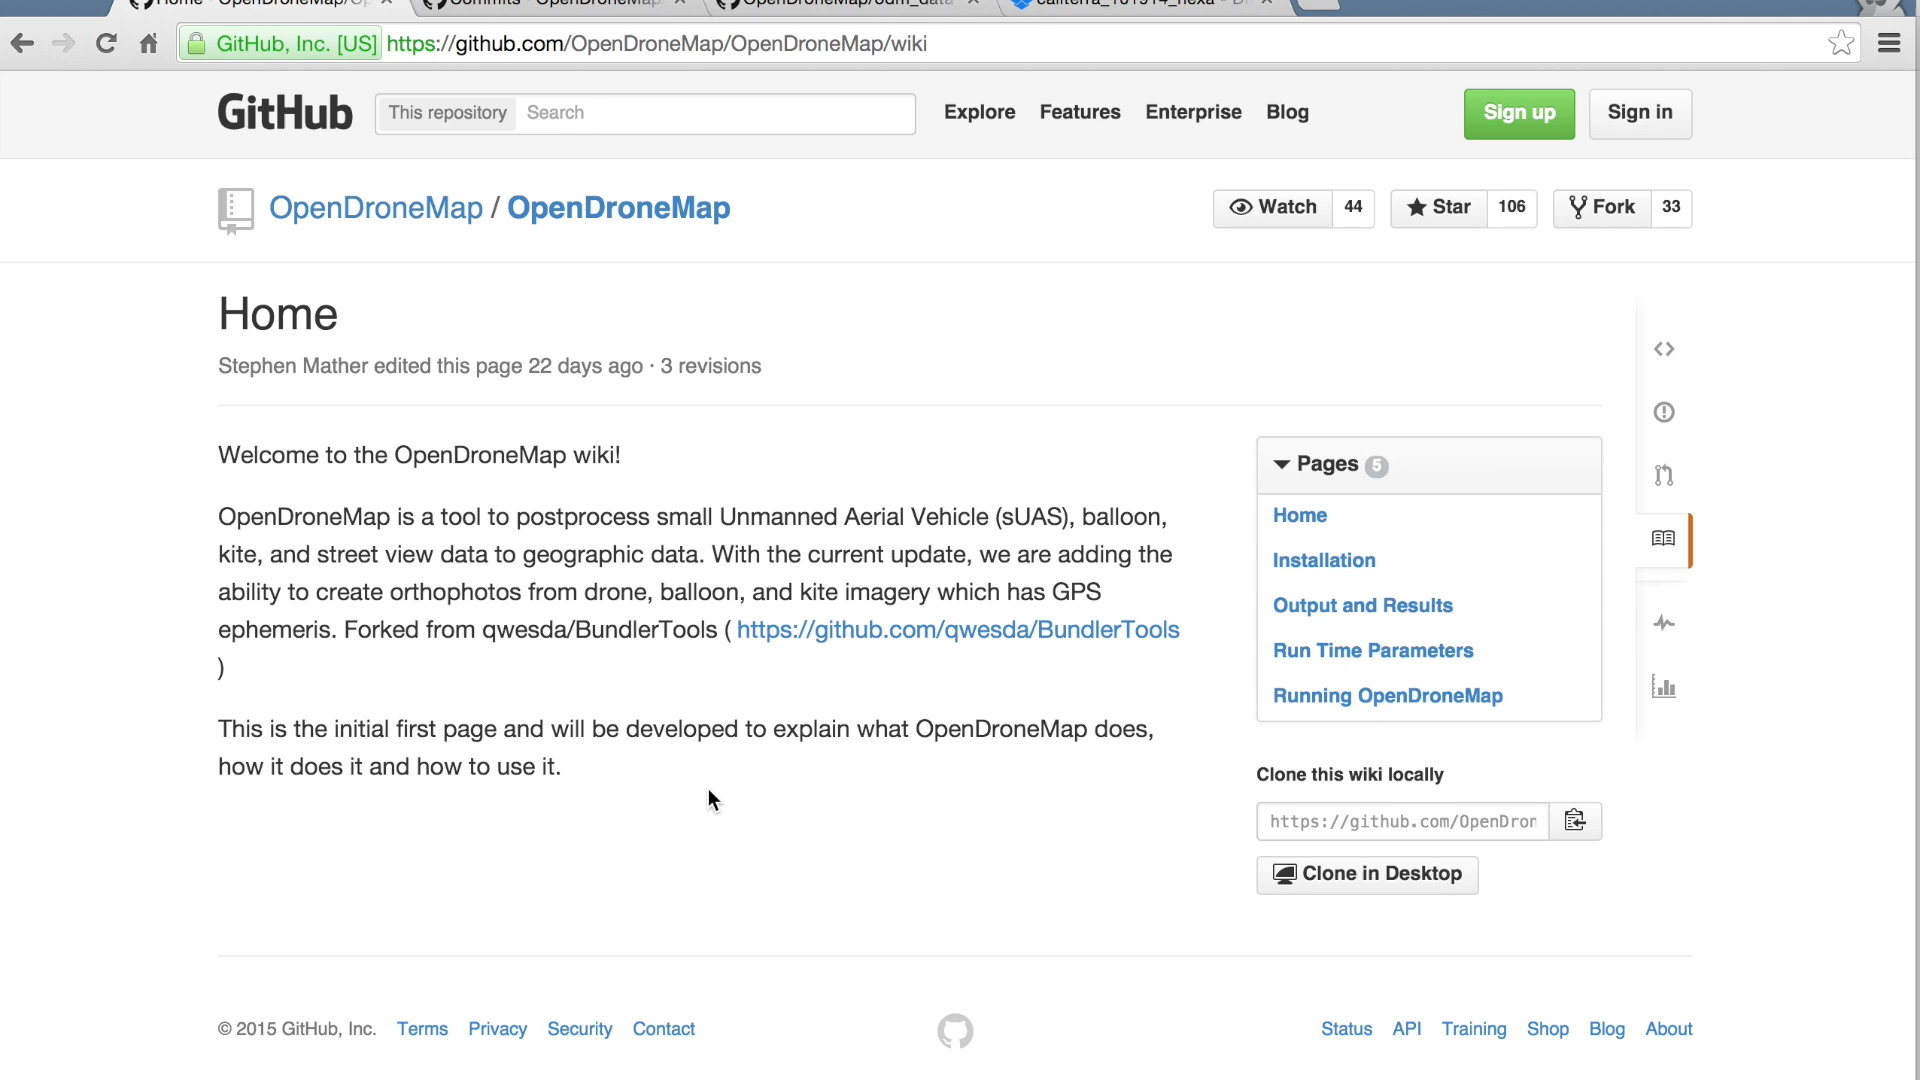 GitHub, Inc. [US] https://github.com/OpenDroneMap/OpenDroneMap/wiki
GitHub This repository Search Explore Features Enterprise Blog Sign up Sign in
OpenDroneMap / OpenDroneMap Watch 44 Star 106 Fork 33
Home
Stephen Mather edited this page 22 days ago · 3 revisions
Welcome to the OpenDroneMap wiki!
OpenDroneMap is a tool to postprocess small Unmanned Aerial Vehicle (sUAS), balloon,
kite, and street view data to geographic data. With the current update, we are adding the
ability to create orthophotos from drone, balloon, and kite imagery which has GPS
ephemeris. Forked from qwesda/BundlerTools ( https://github.com/qwesda/BundlerTools
)
This is the initial first page and will be developed to explain what OpenDroneMap does,
how it does it and how to use it.
Pages 5
Home
Installation
Output and Results
Run Time Parameters
Running OpenDroneMap
Clone this wiki locally
https://github.com/OpenDron
Clone in Desktop
© 2015 GitHub, Inc. Terms Privacy Security Contact
Status API Training Shop Blog About